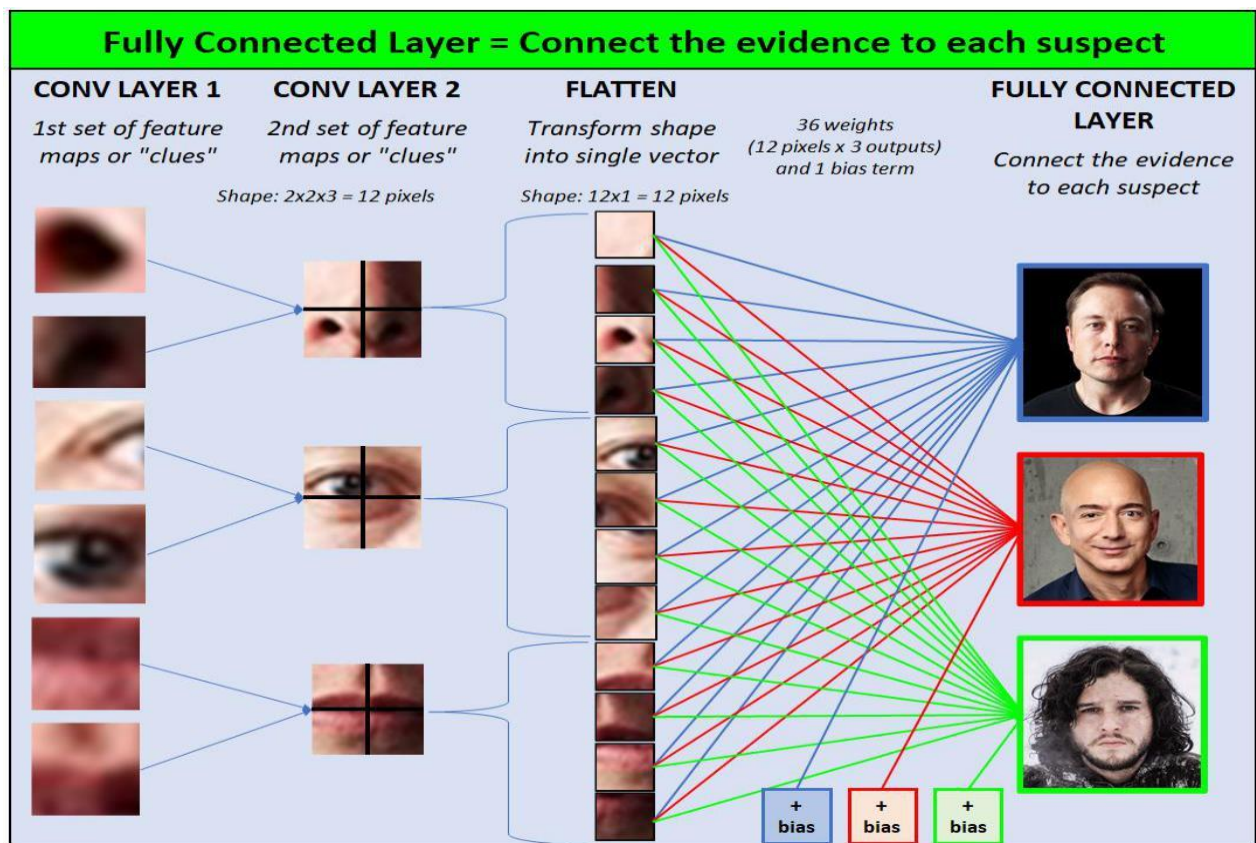 Fully Connected Layer = Connect the evidence to each suspect
CONV LAYER 1
1st set of feature
maps or "clues"
CONV LAYER 2
2nd set of feature
maps or "clues"
Shape: 2x2x3 = 12 pixels
FLATTEN
Transform shape
into single vector
Shape: 12x1 = 12 pixels
36 weights
(12 pixels x 3 outputs)
and 1 bias term
FULLY CONNECTED
LAYER
Connect the evidence
to each suspect
+
bias
+
bias
+
bias